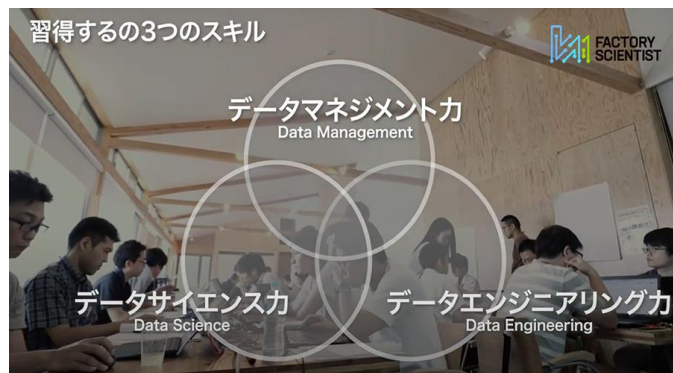 習得するの3つのスキル
FACTORY
SCIENTIST
データマネジメント力
Data Management
データサイエンス力
Data Science
データエンジニアリング力
Data Engineering